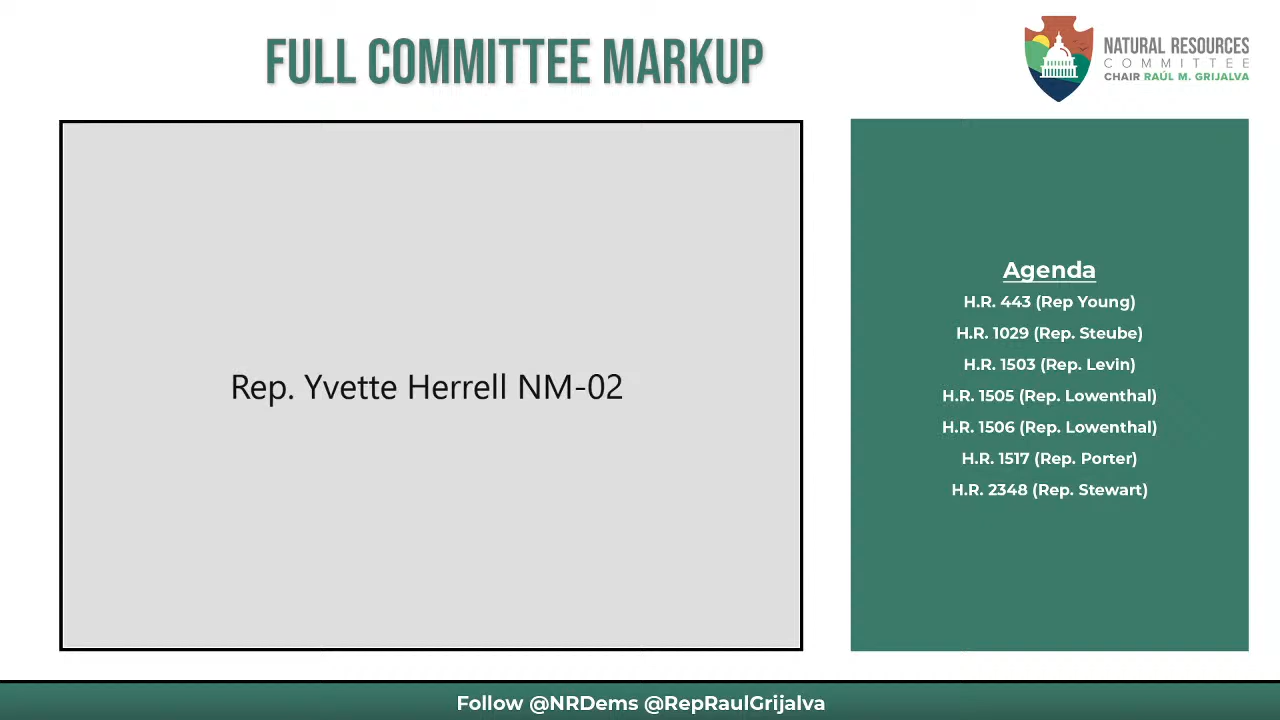 FULL COMMITTEE MARKUP
NATURAL RESOURCES
COMMITTEE
CHAIR RAÚL M. GRIJALVA
Rep. Yvette Herrell NM-02
Agenda
H.R. 443 (Rep Young)
H.R. 1029 (Rep. Steube)
H.R. 1503 (Rep. Levin)
H.R. 1505 (Rep. Lowenthal)
H.R. 1506 (Rep. Lowenthal)
H.R. 1517 (Rep. Porter)
H.R. 2348 (Rep. Stewart)
Follow @NRDems @RepRaulGrijalva